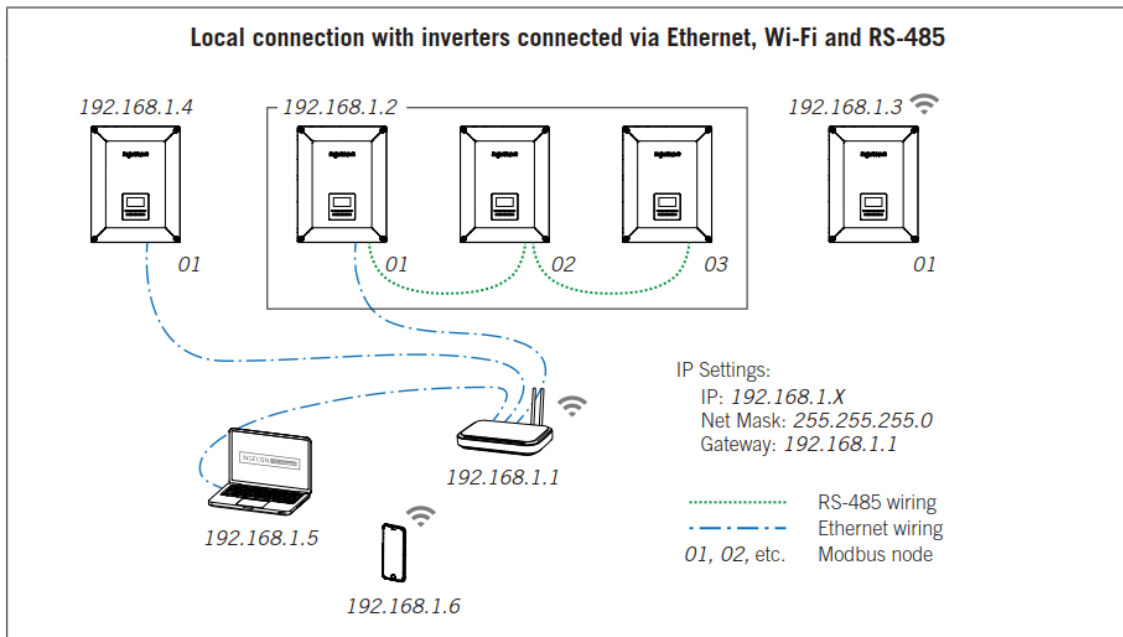 Local connection with inverters connected via Ethernet, Wi-Fi and RS-485
192.168.1.4
192.168.1.2
192.168.1.3
01
01
02
03
01
IP Settings:
IP: 192.168.1.X
Net Mask: 255.255.255.0
Gateway: 192.168.1.1
INGECON
192.168.1.1
192.168.1.5
192.168.1.6
RS-485 wiring
Ethernet wiring
01, 02, etc. Modbus node